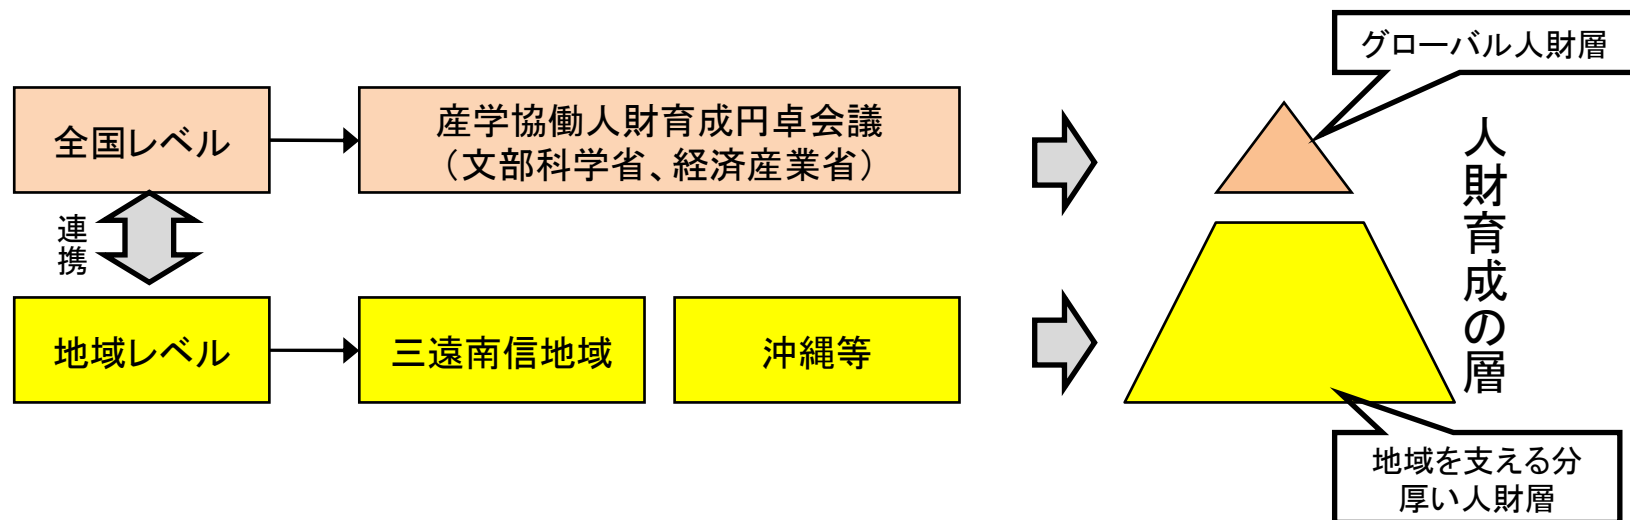 グローバル人財層
全国レベル
産学協働人財育成円卓会議
(文部科学省、経済産業省)
人財育成の層
連携
地域レベル
三遠南信地域
沖縄等
地域を支える分
厚い人財層